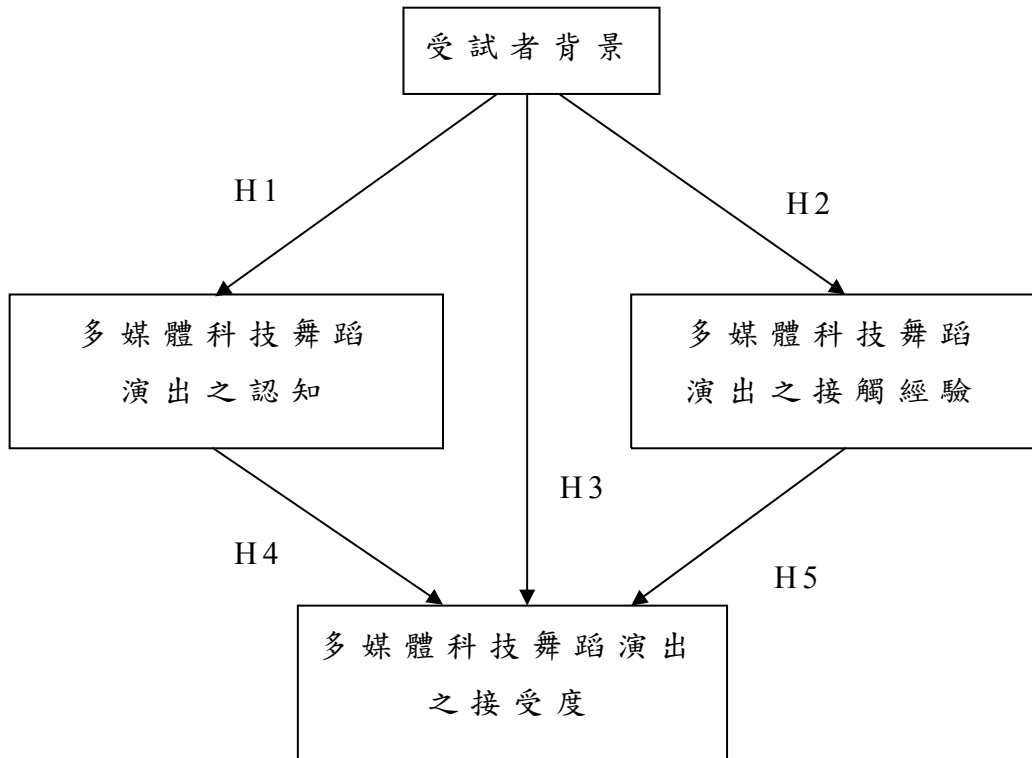 受試者背景
H1
H2
多媒體科技舞蹈
演出之認知
多媒體科技舞蹈
演出之接觸經驗
H3
H4
H5
多媒體科技舞蹈演出
之接受度